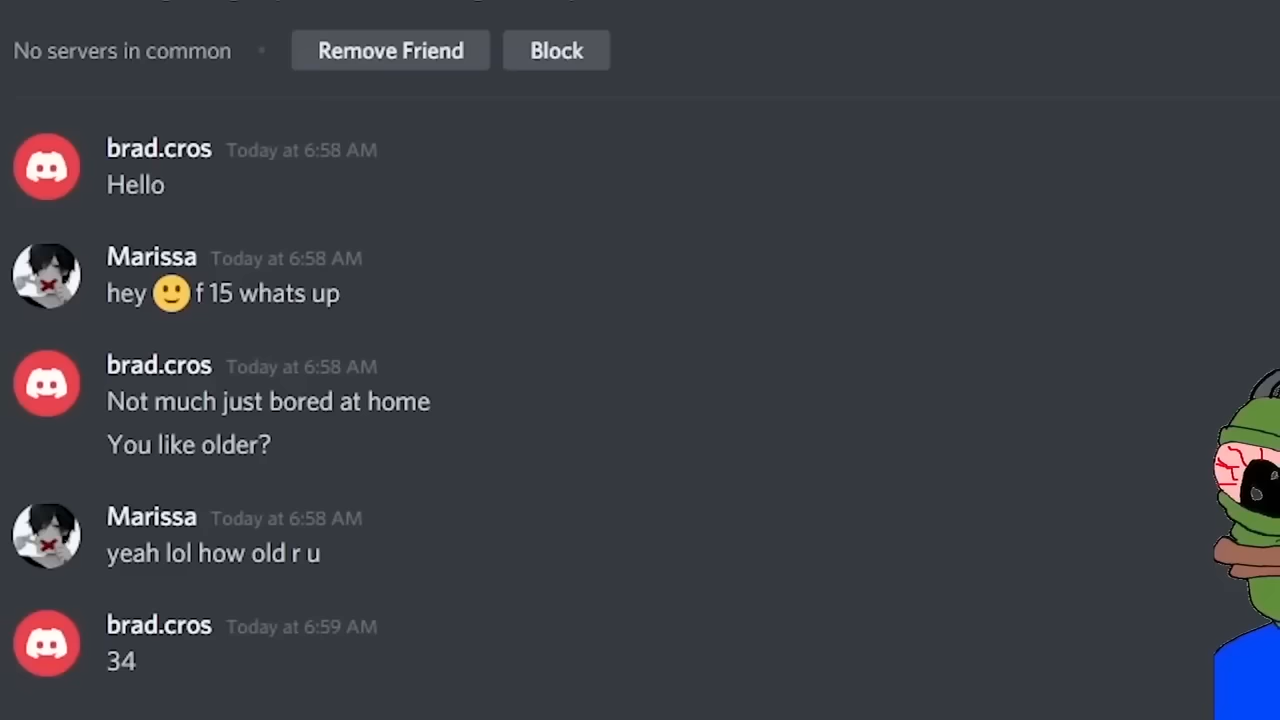 No servers in common
Remove Friend
Block
brad.cros Today at 6:58 AM
Hello
Marissa Today at 6:58 AM
hey 🙂 f 15 whats up
brad.cros Today at 6:58 AM
Not much just bored at home
You like older?
Marissa Today at 6:58 AM
yeah lol how old r u
brad.cros Today at 6:59 AM
34